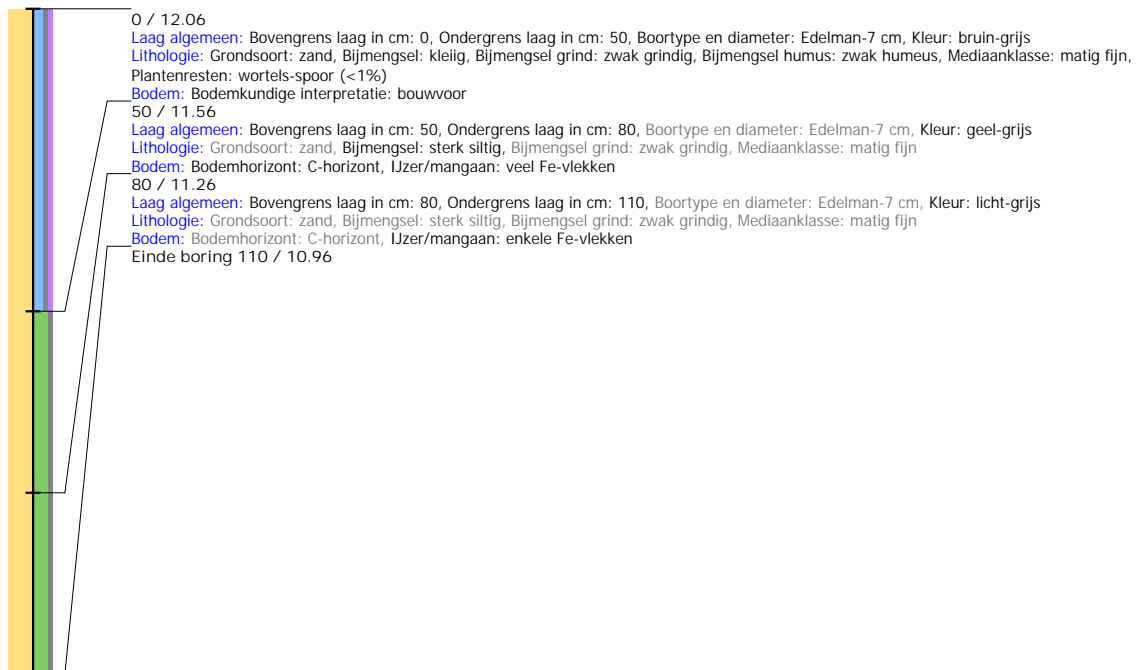 0 / 12.06
Laag algemeen: Bovengrens laag in cm: 0, Ondergrens laag in cm: 50, Boortype en diameter: Edelman-7 cm, Kleur: bruin-grijs
Lithologie: Grondsoort: zand, Bijmengsel: kleiig, Bijmengsel grind: zwak grindig, Bijmengsel humus: zwak humeus, Mediaanklasse: matig fijn,
Plantenresten: wortels-spoor (<1%)
Bodem: Bodemkundige interpretatie: bouwvoor
50 / 11.56
Laag algemeen: Bovengrens laag in cm: 50, Ondergrens laag in cm: 80, Boortype en diameter: Edelman-7 cm, Kleur: geel-grijs
Lithologie: Grondsoort: zand, Bijmengsel: sterk siltig, Bijmengsel grind: zwak grindig, Mediaanklasse: matig fijn
Bodem: Bodemhorizont: C-horizont, IJzer/mangaan: veel Fe-vlekken
80 / 11.26
Laag algemeen: Bovengrens laag in cm: 80, Ondergrens laag in cm: 110, Boortype en diameter: Edelman-7 cm, Kleur: licht-grijs
Lithologie: Grondsoort: zand, Bijmengsel: sterk siltig, Bijmengsel grind: zwak grindig, Mediaanklasse: matig fijn
Bodem: Bodemhorizont: C-horizont, IJzer/mangaan: enkele Fe-vlekken
Einde boring 110 / 10.96